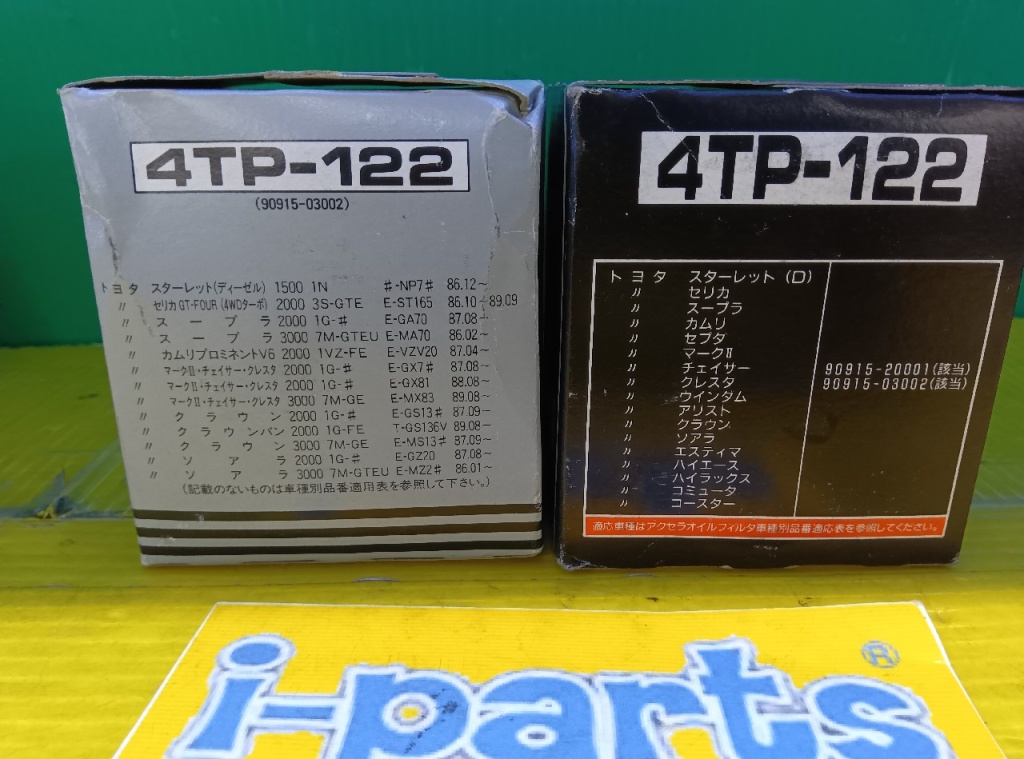 4TP-122
(90915-03002)
トヨタ スターレット(ディーゼル) 1500 1N #-NP7# 86.12~
〃 セリカ GT-FOUR (4WDターボ) 2000 3S-GTE E-ST165 86.10~89.09
〃 スープラ 2000 1G-# E-GA70 87.08~
〃 スープラ 3000 7M-GTEU E-MA70 86.02~
〃 カムリプロミネントV6 2000 1VZ-FE E-VZV20 87.04~
〃 マークⅡ・チェイサー・クレスタ 2000 1G-# E-GX7# 87.08~
〃 マークⅡ・チェイサー・クレスタ 2000 1G-# E-GX81 88.08~
〃 マークⅡ・チェイサー・クレスタ 3000 7M-GE E-MX83 89.08~
〃 クラウン 2000 1G-# E-GS13# 87.09~
〃 クラウンバン 2000 1G-FE T-GS136V 89.08~
〃 クラウン 3000 7M-GE E-MS13# 87.09~
〃 ソアラ 2000 1G-# E-GZ20 87.08~
〃 ソアラ 3000 7M-GTEU E-MZ2# 86.01~
(記載のないものは車種別品番適用表を参照して下さい。)
4TP-122
トヨタ スターレット (D)
〃 セリカ
〃 スープラ
〃 カムリ
〃 セプタ
〃 マークⅡ
〃 チェイサー
〃 クレスタ
〃 ウインダム
〃 アリスト
〃 クラウン
〃 ソアラ
〃 エスティマ
〃 ハイエース
〃 ハイラックス
〃 コミュータ
〃 コースター
90915-20001(該当)
90915-03002(該当)
適応車種はアクセラオイルフィルタ車種別品番適応表を参照してください。
i-parts ®